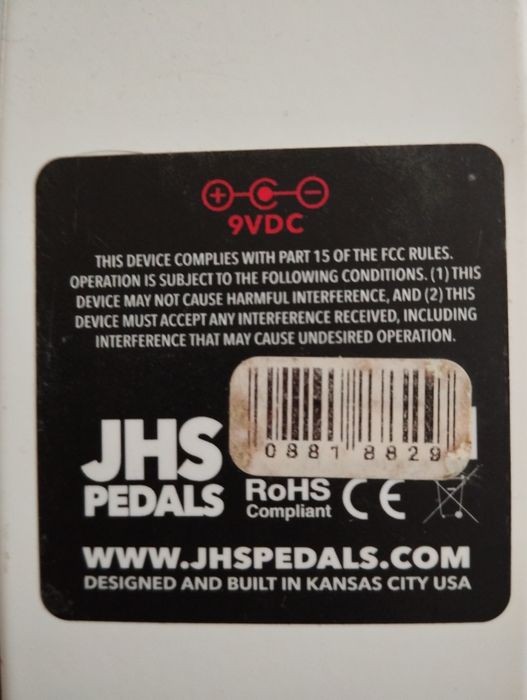 9VDC
THIS DEVICE COMPLIES WITH PART 15 OF THE FCC RULES.
OPERATION IS SUBJECT TO THE FOLLOWING CONDITIONS. (1) THIS
DEVICE MAY NOT CAUSE HARMFUL INTERFERENCE, AND (2) THIS
DEVICE MUST ACCEPT ANY INTERFERENCE RECEIVED, INCLUDING
INTERFERENCE THAT MAY CAUSE UNDESIRED OPERATION.
08818829
JHS
PEDALS
RoHS
Compliant
CE
WWW.JHSPEDALS.COM
DESIGNED AND BUILT IN KANSAS CITY USA